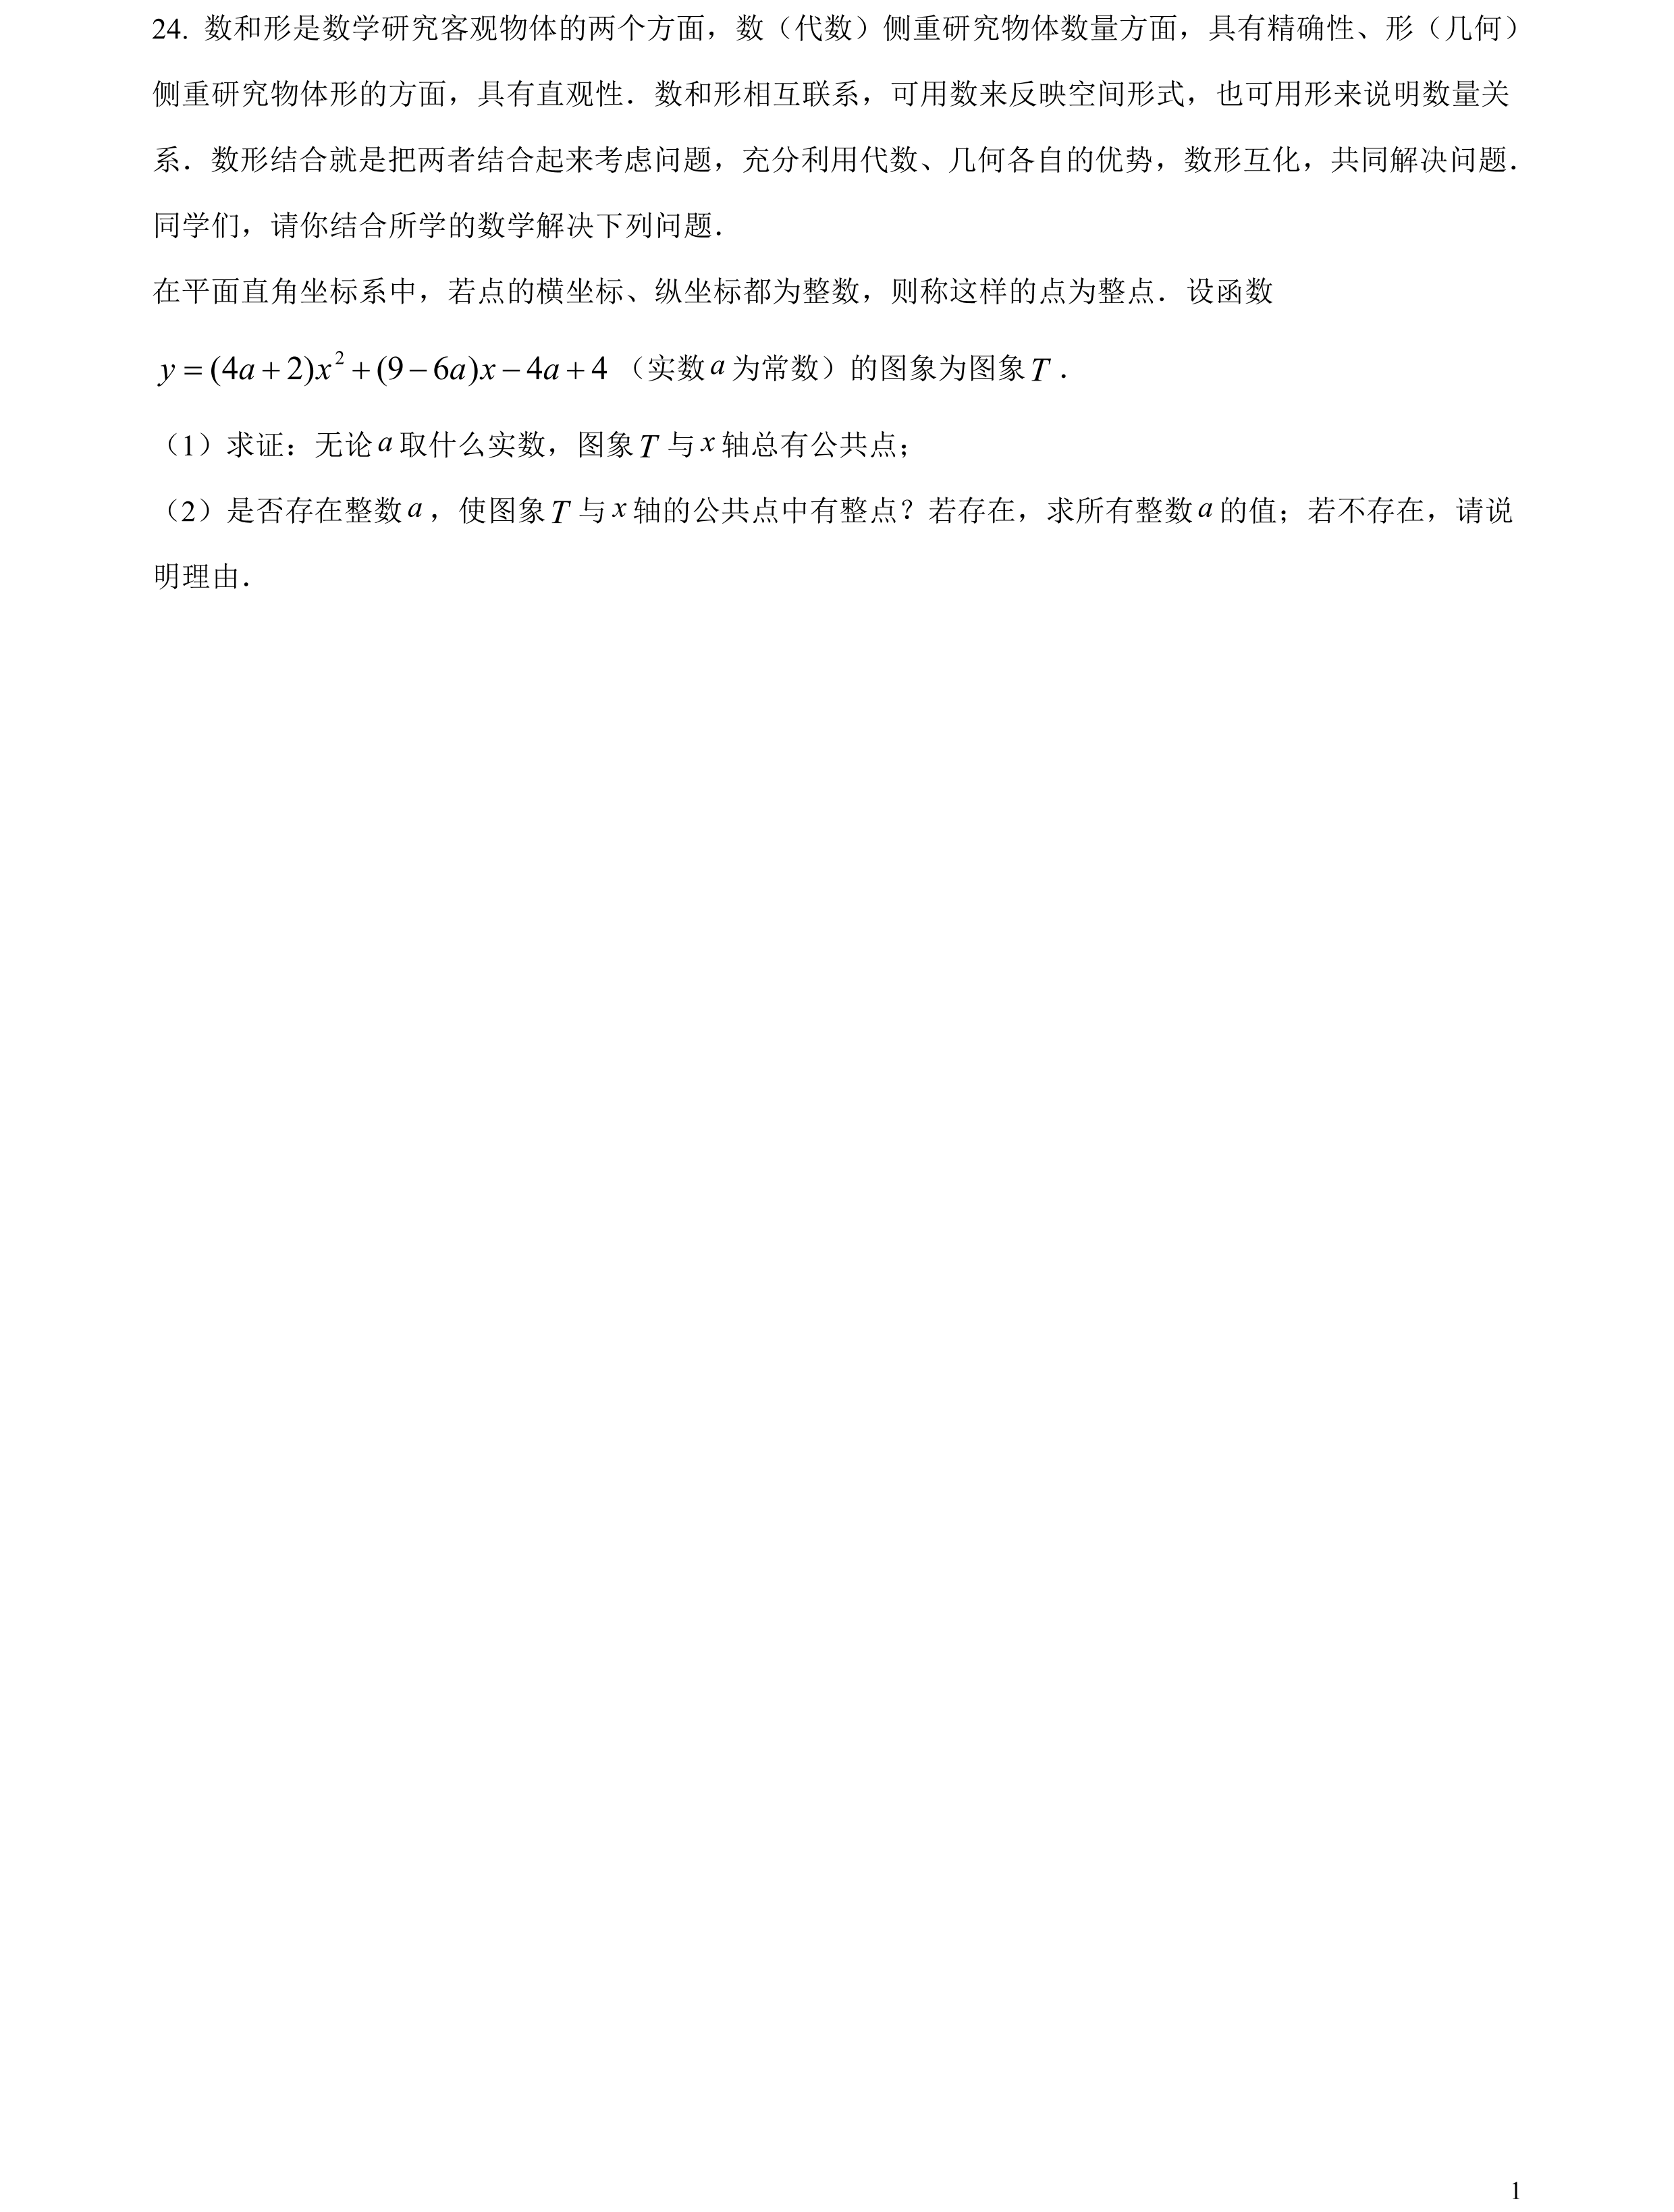 24. 数和形是数学研究客观物体的两个方面，数（代数）侧重研究物体数量方面，具有精确性、形（几何）
侧重研究物体形的方面，具有直观性．数和形相互联系，可用数来反映空间形式，也可用形来说明数量关
系．数形结合就是把两者结合起来考虑问题，充分利用代数、几何各自的优势，数形互化，共同解决问题．
同学们，请你结合所学的数学解决下列问题．
在平面直角坐标系中，若点的横坐标、纵坐标都为整数，则称这样的点为整点．设函数
y = (4a + 2)x² + (9 − 6a)x − 4a + 4（实数 a 为常数）的图象为图象 T．
（1）求证：无论 a 取什么实数，图象 T 与 x 轴总有公共点；
（2）是否存在整数 a，使图象 T 与 x 轴的公共点中有整点？若存在，求所有整数 a 的值；若不存在，请说
明理由．
1